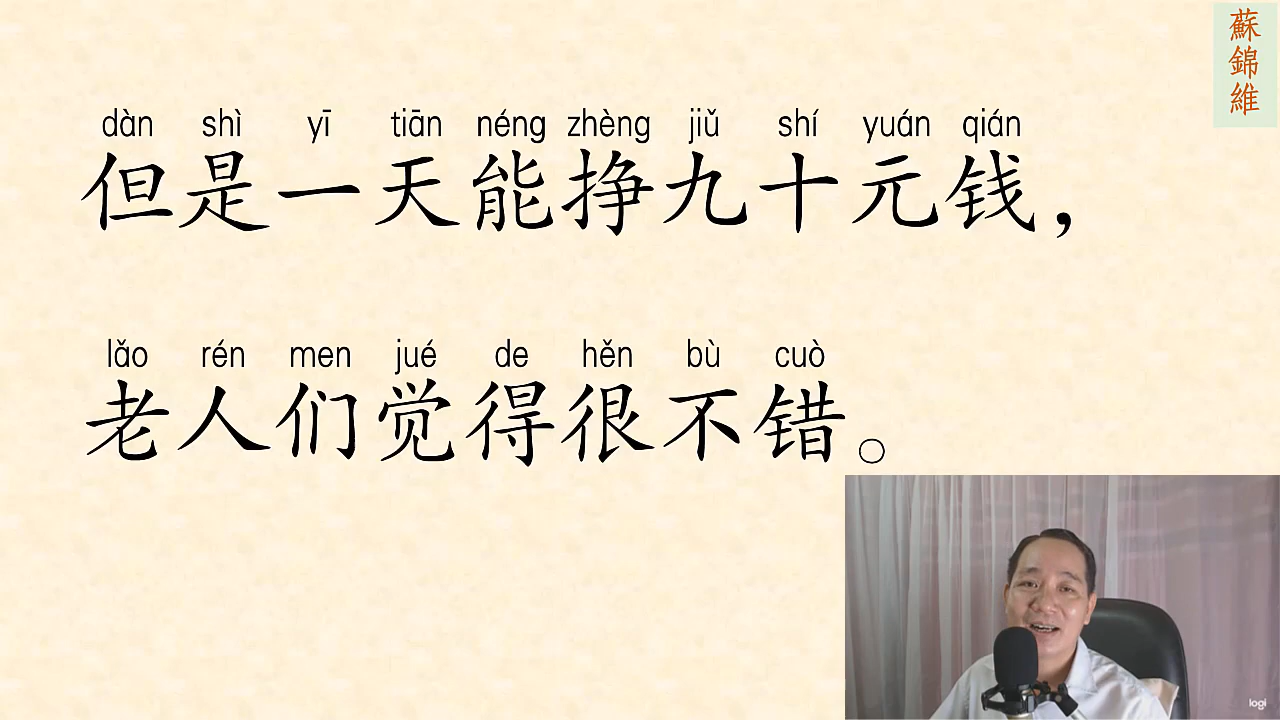 dàn shì yī tiān néng zhèng jiǔ shí yuán qián
但是一天能挣九十元钱，
lǎo rén men jué de hěn bù cuò
老人们觉得很不错。
蘇錦維
logi